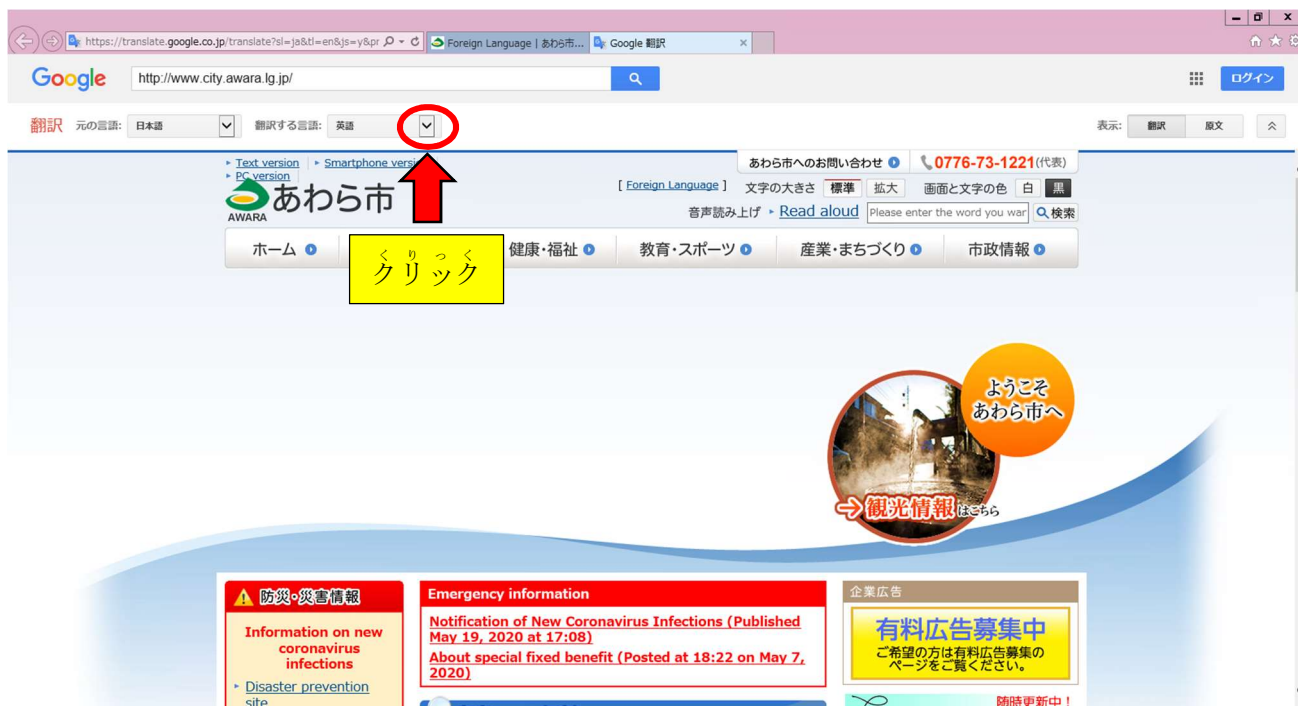 https://translate.google.co.jp/translate?sl=ja&tl=en&js=y&pr
Foreign Language | あわら市...
Google 翻訳
Google
http://www.city.awara.lg.jp/
ログイン
翻訳 元の言語: 日本語 翻訳する言語: 英語
表示: 翻訳 原文
Text version Smartphone
PC version
あわら市へのお問い合わせ 0776-73-1221(代表)
AWARA あわら市
[ Foreign Language ] 文字の大きさ 標準 拡大 画面と文字の色 白 黒
音声読み上げ Read aloud Please enter the word you war 検索
ホーム 健康・福祉 教育・スポーツ 産業・まちづくり 市政情報
くりっく
クリック
ようこそ
あわら市へ
観光情報はこちら
防災・災害情報
Information on new
coronavirus
infections
Disaster prevention
site
Emergency information
Notification of New Coronavirus Infections (Published
May 19, 2020 at 17:08)
About special fixed benefit (Posted at 18:22 on May 7,
2020)
企業広告
有料広告募集中
ご希望の方は有料広告募集の
ページをご覧ください。
随時更新中!